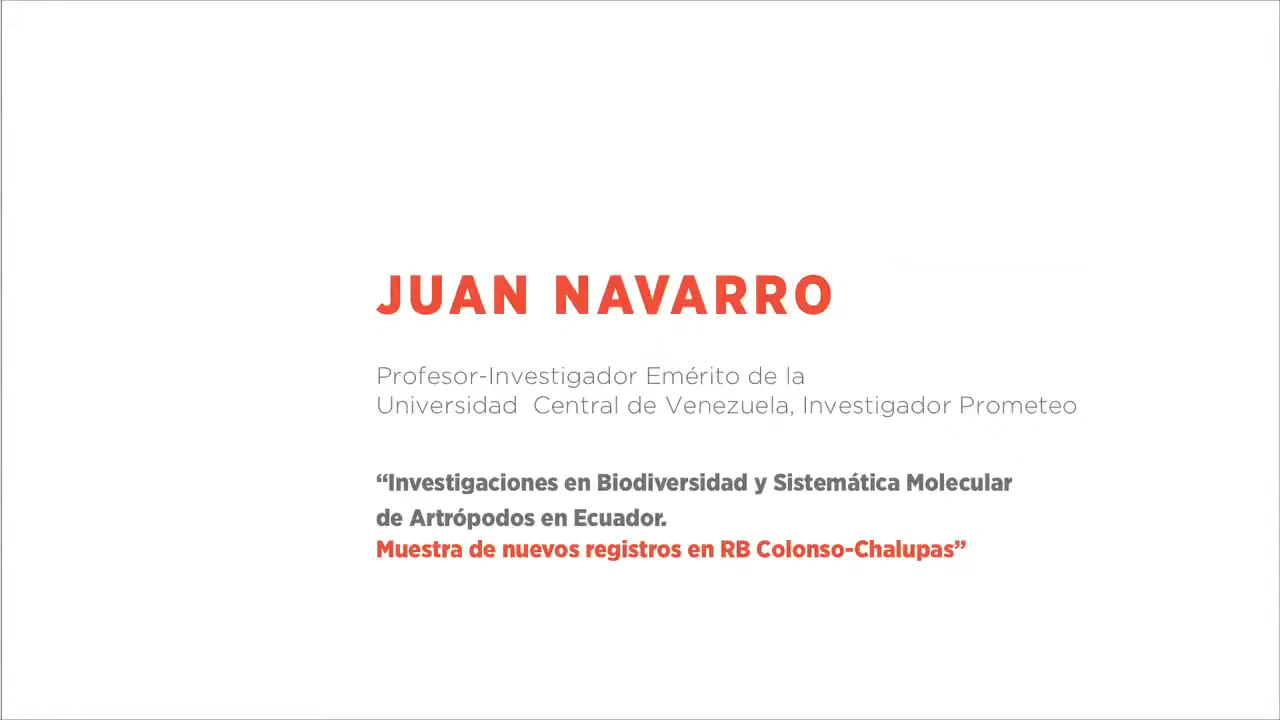 JUAN NAVARRO
Profesor-Investigador Emérito de la
Universidad Central de Venezuela, Investigador Prometeo
“Investigaciones en Biodiversidad y Sistemática Molecular
de Artrópodos en Ecuador.
Muestra de nuevos registros en RB Colonso-Chalupas”